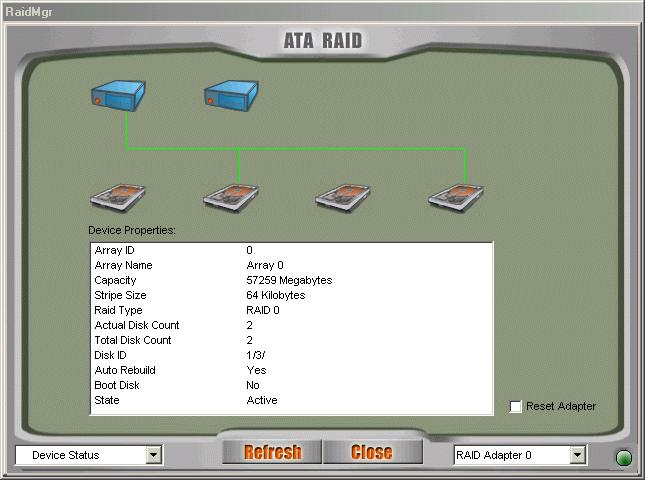 RaidMgr
ATA RAID
Device Properties:
Array ID 0
Array Name Array 0
Capacity 57259 Megabytes
Stripe Size 64 Kilobytes
Raid Type RAID 0
Actual Disk Count 2
Total Disk Count 2
Disk ID 1/3/
Auto Rebuild Yes
Boot Disk No
State Active
Reset Adapter
Device Status Refresh Close RAID Adapter 0